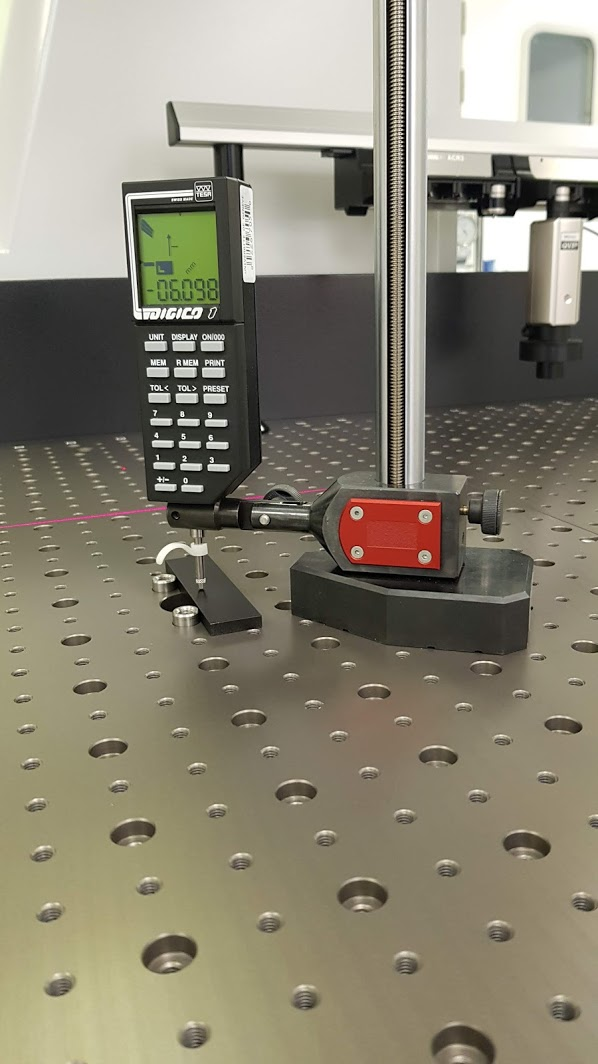 TESA
SWISS MADE
mm
-06.098
DIGICO 1
UNIT DISPLAY ON/000
MEM R MEM PRINT
TOL < TOL > PRESET
7 8 9
4 5 6
1 2 3
+/- 0